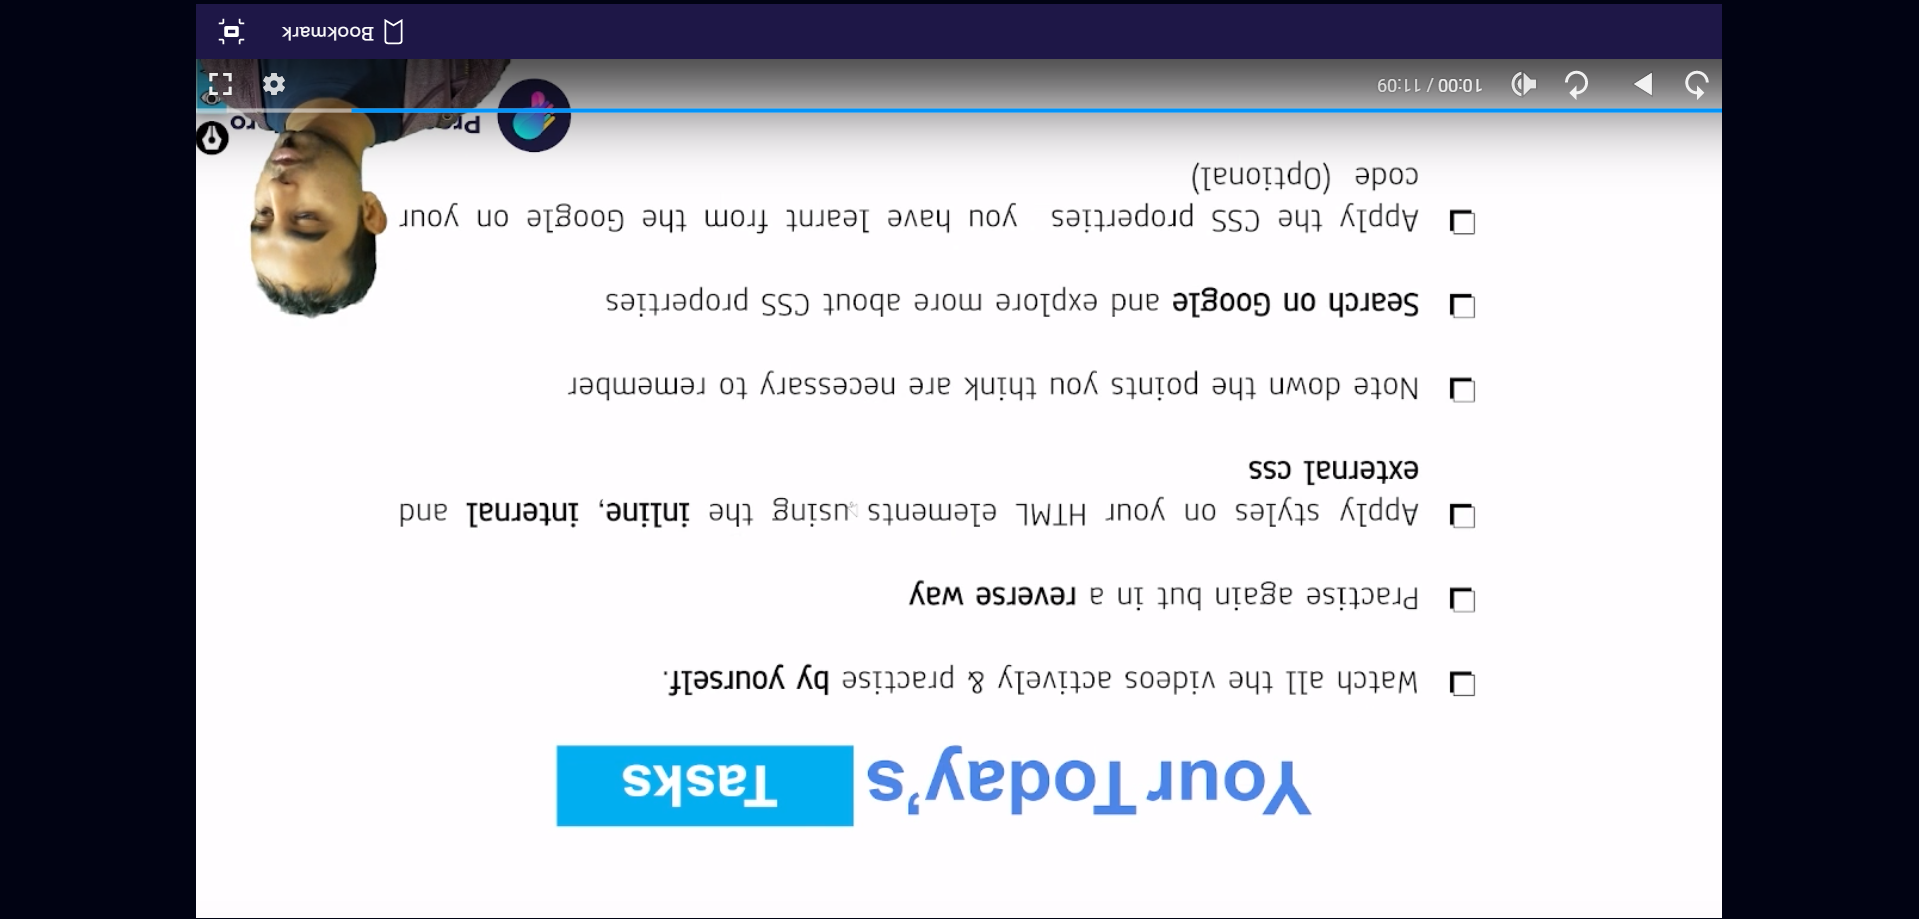 Your Today's Tasks
Watch all the videos actively & practise by yourself.
Practise again but in a reverse way
Apply styles on your HTML elements using the inline, internal and
external css
Note down the points you think are necessary to remember
Search on Google and explore more about CSS properties
Apply the CSS properties you have learnt from the Google on your
code (Optional)
10:00 / 11:09
Bookmark